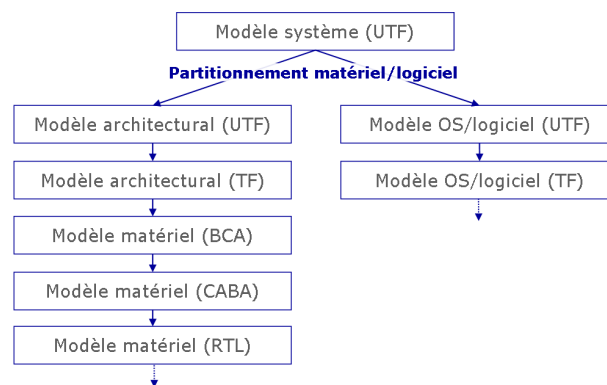 Modèle système (UTF)
Partitionnement matériel/logiciel
Modèle architectural (UTF)
Modèle OS/logiciel (UTF)
Modèle architectural (TF)
Modèle OS/logiciel (TF)
Modèle matériel (BCA)
Modèle matériel (CABA)
Modèle matériel (RTL)